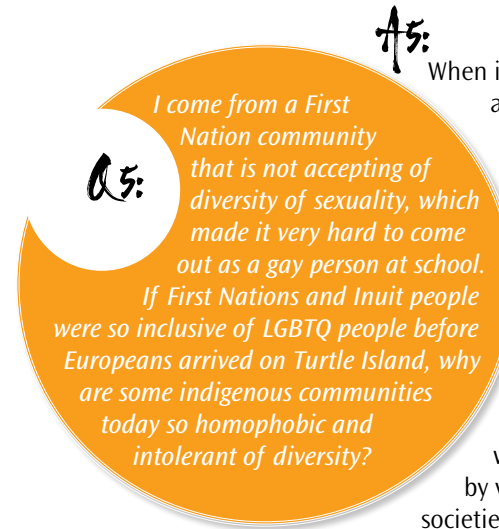 Q5:
I come from a First
Nation community
that is not accepting of
diversity of sexuality, which
made it very hard to come
out as a gay person at school.
If First Nations and Inuit people
were so inclusive of LGBTQ people before
Europeans arrived on Turtle Island, why
are some indigenous communities
today so homophobic and
intolerant of diversity?
A5:
When i
a
w
by v
societie